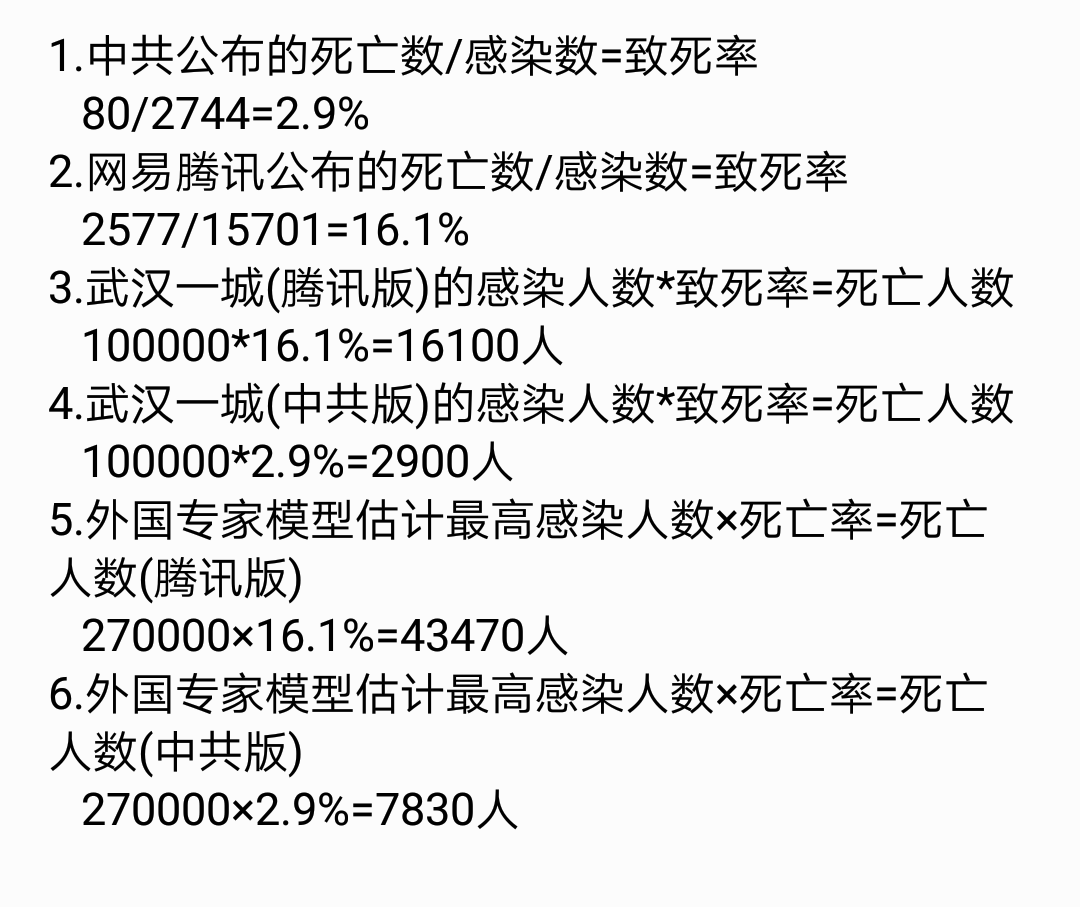 1.中共公布的死亡数/感染数=致死率
80/2744=2.9%
2.网易腾讯公布的死亡数/感染数=致死率
2577/15701=16.1%
3.武汉一城(腾讯版)的感染人数*致死率=死亡人数
100000*16.1%=16100人
4.武汉一城(中共版)的感染人数*致死率=死亡人数
100000*2.9%=2900人
5.外国专家模型估计最高感染人数×死亡率=死亡
人数(腾讯版)
270000×16.1%=43470人
6.外国专家模型估计最高感染人数×死亡率=死亡
人数(中共版)
270000×2.9%=7830人